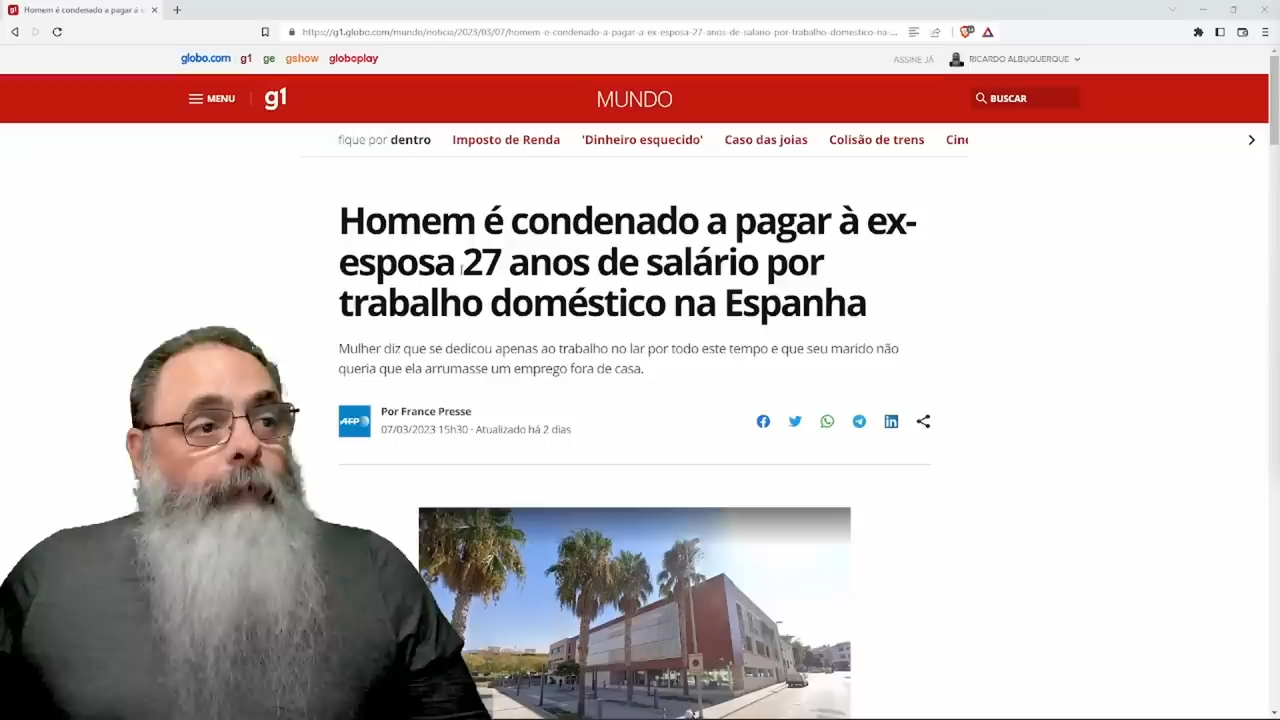 Homem é condenado a pagar à e
https://g1.globo.com/mundo/noticia/2023/03/07/homem-e-condenado-a-pagar-a-ex-esposa-27-anos-de-salario-por-trabalho-domestico-na-...
globo.com g1 ge gshow globoplay ASSINE JÁ RICARDO ALBUQUERQUE
MENU g1 MUNDO BUSCAR
fique por dentro Imposto de Renda 'Dinheiro esquecido' Caso das joias Colisão de trens Cine
Homem é condenado a pagar à ex-
esposa 27 anos de salário por
trabalho doméstico na Espanha
Mulher diz que se dedicou apenas ao trabalho no lar por todo este tempo e que seu marido não
queria que ela arrumasse um emprego fora de casa.
AFP Por France Presse
07/03/2023 15h30 · Atualizado há 2 dias